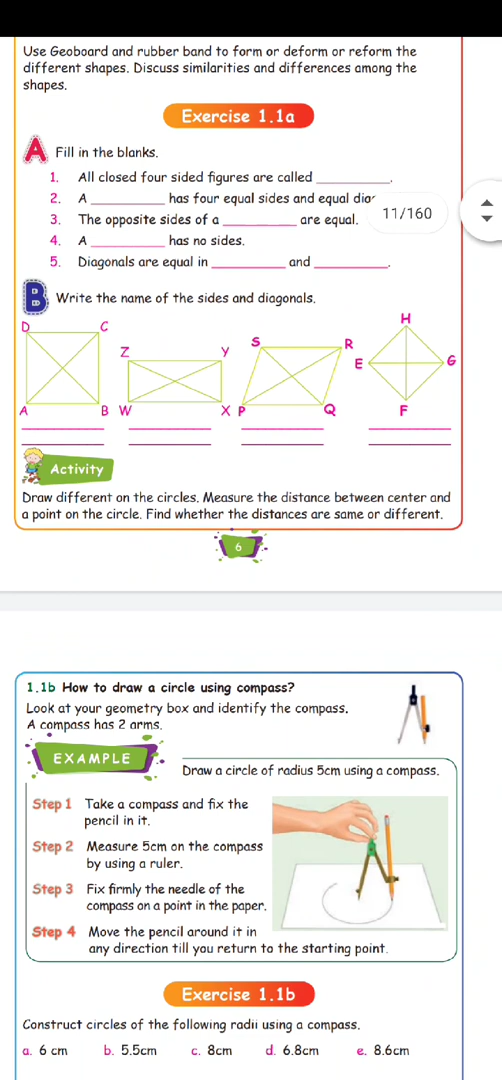 Use Geoboard and rubber band to form or deform or reform the
different shapes. Discuss similarities and differences among the
shapes.
Exercise 1.1a
A Fill in the blanks.
1. All closed four sided figures are called ____________.
2. A ____________ has four equal sides and equal
11/160
3. The opposite sides of a ____________ are equal.
4. A ____________ has no sides.
5. Diagonals are equal in ____________ and ____________.
B Write the name of the sides and diagonals.
D C A B
Z Y W X
S R P Q
H E G F
Activity
Draw different on the circles. Measure the distance between center and
a point on the circle. Find whether the distances are same or different.
6
1.1b How to draw a circle using compass?
Look at your geometry box and identify the compass.
A compass has 2 arms.
EXAMPLE
Draw a circle of radius 5cm using a compass.
Step 1 Take a compass and fix the
pencil in it.
Step 2 Measure 5cm on the compass
by using a ruler.
Step 3 Fix firmly the needle of the
compass on a point in the paper.
Step 4 Move the pencil around it in
any direction till you return to the starting point.
Exercise 1.1b
Construct circles of the following radii using a compass.
a. 6 cm b. 5.5cm c. 8cm d. 6.8cm e. 8.6cm